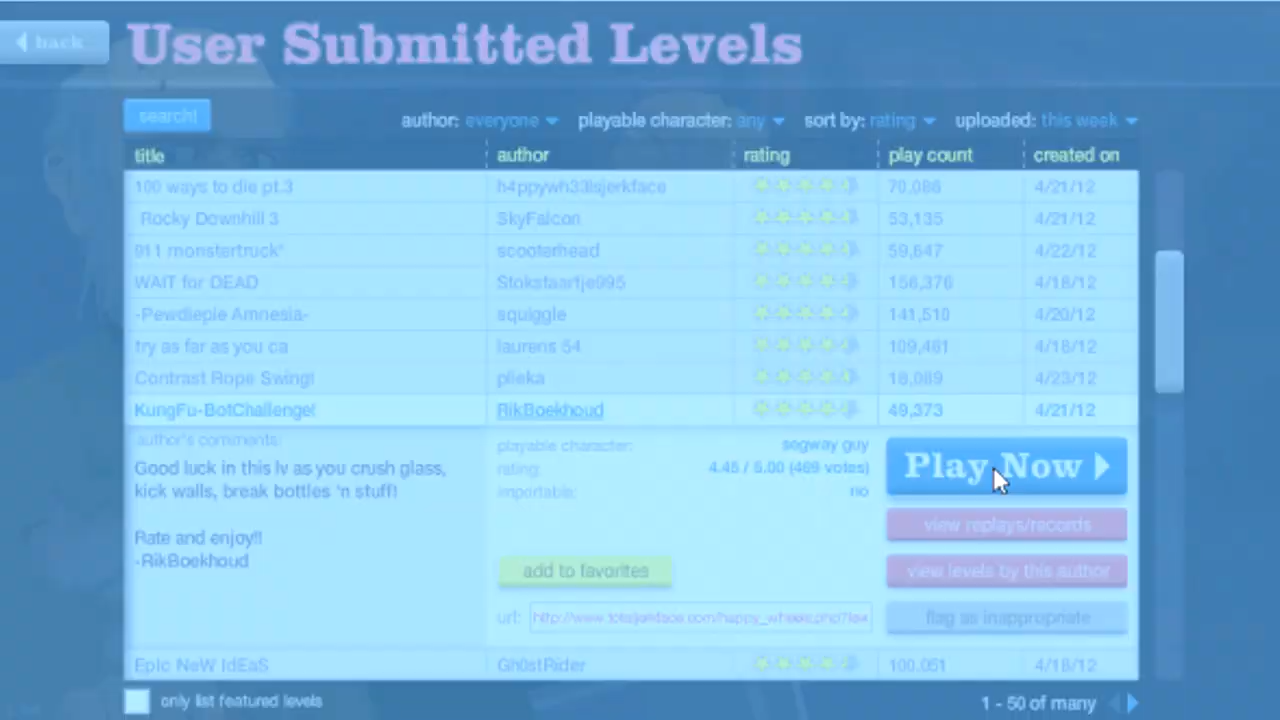 back
User Submitted Levels
search!
author: everyone playable character: any sort by: rating uploaded: this week
title author rating play count created on
100 ways to die pt.3 h4ppywh33lsjerkface 70,086 4/21/12
Rocky Downhill 3 SkyFalcon 53,135 4/21/12
911 monstertruck* scooterhead 59,647 4/22/12
WAIT for DEAD Stokstaartje995 156,376 4/18/12
-Pewdiepie Amnesia- squiggle 141,510 4/20/12
try as far as you ca laurens 54 109,481 4/18/12
Contrast Rope Swing! plieka 18,089 4/23/12
KungFu-BotChallenge! RikBoekhoud 49,373 4/21/12
author's comments: playable character: segway guy
Good luck in this lv as you crush glass, rating: 4.45 / 5.00 (469 votes) Play Now
kick walls, break bottles 'n stuff! importable: no
view replays/records
Rate and enjoy!!
-RikBoekhoud add to favorites view levels by this author
url: http://www.totaljerkface.com/happy_wheels.php?lev flag as inappropriate
Epic NeW IdEaS Gh0stRider 100,051 4/18/12
only list featured levels 1 - 50 of many